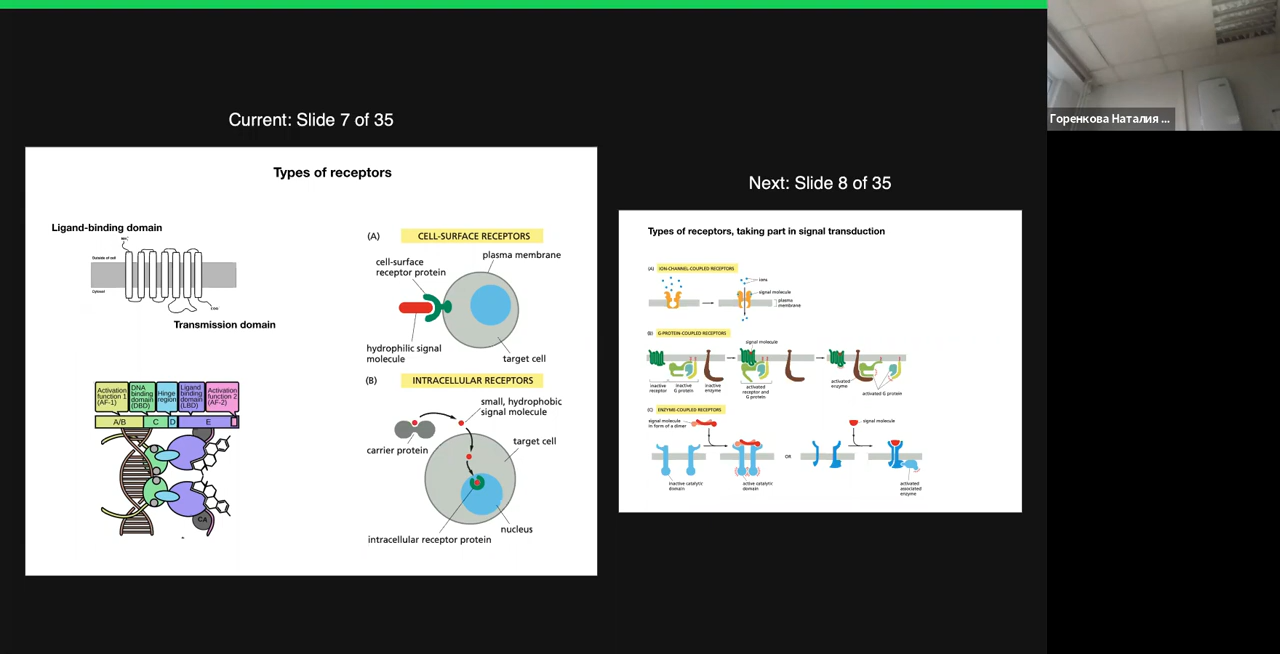 Горенкова Наталия ...
Current: Slide 7 of 35
Types of receptors
Ligand-binding domain
Outside of cell
Cytosol
Transmission domain
Activation function 1 (AF-1)
DNA binding domain (DBD)
Hinge region
Ligand binding domain (LBD)
Activation function 2 (AF-2)
A/B
C
D
E
CA
(A)
CELL-SURFACE RECEPTORS
plasma membrane
cell-surface
receptor protein
hydrophilic signal
molecule
target cell
(B)
INTRACELLULAR RECEPTORS
small, hydrophobic
signal molecule
carrier protein
target cell
nucleus
intracellular receptor protein
Next: Slide 8 of 35
Types of receptors, taking part in signal transduction
(A) ION-CHANNEL-COUPLED RECEPTORS
ions
signal molecule
plasma
membrane
(B) G-PROTEIN-COUPLED RECEPTORS
signal molecule
inactive
receptor
inactive
G protein
inactive
enzyme
activated
receptor and
G protein
activated
enzyme
activated G protein
(C) ENZYME-COUPLED RECEPTORS
signal molecule
in form of a dimer
signal molecule
OR
inactive catalytic
domain
active catalytic
domain
activated
associated
enzyme